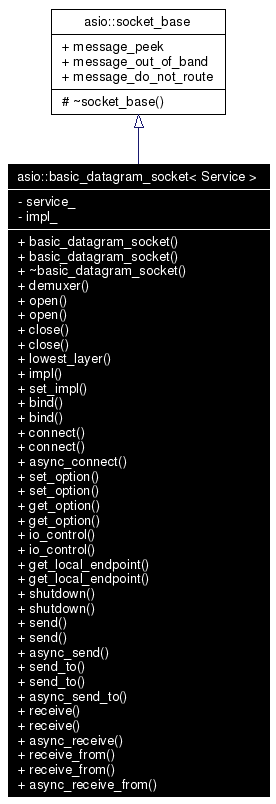 asio::socket_base
+ message_peek
+ message_out_of_band
+ message_do_not_route
# ~socket_base()
asio::basic_datagram_socket< Service >
- service_
- impl_
+ basic_datagram_socket()
+ basic_datagram_socket()
+ ~basic_datagram_socket()
+ demuxer()
+ open()
+ open()
+ close()
+ close()
+ lowest_layer()
+ impl()
+ set_impl()
+ bind()
+ bind()
+ connect()
+ connect()
+ async_connect()
+ set_option()
+ set_option()
+ get_option()
+ get_option()
+ io_control()
+ io_control()
+ get_local_endpoint()
+ get_local_endpoint()
+ shutdown()
+ shutdown()
+ send()
+ send()
+ async_send()
+ send_to()
+ send_to()
+ async_send_to()
+ receive()
+ receive()
+ async_receive()
+ receive_from()
+ receive_from()
+ async_receive_from()